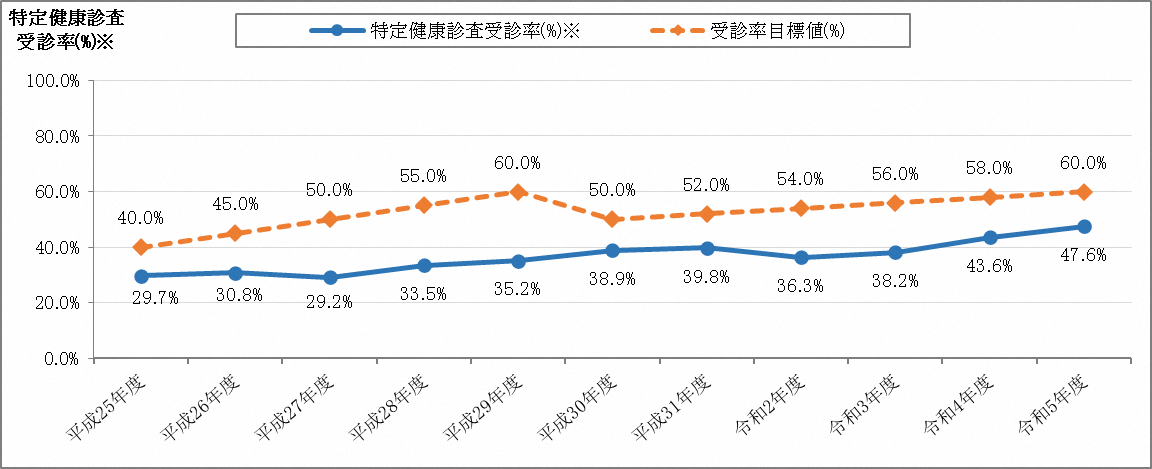 特定健康診査
受診率(%)※
特定健康診査受診率(%)※ 受診率目標値(%)
100.0%
80.0%
60.0%
40.0%
20.0%
0.0%
40.0% 45.0% 50.0% 55.0% 60.0% 50.0% 52.0% 54.0% 56.0% 58.0% 60.0%
29.7% 30.8% 29.2% 33.5% 35.2% 38.9% 39.8% 36.3% 38.2% 43.6% 47.6%
平成25年度 平成26年度 平成27年度 平成28年度 平成29年度 平成30年度 平成31年度 令和2年度 令和3年度 令和4年度 令和5年度